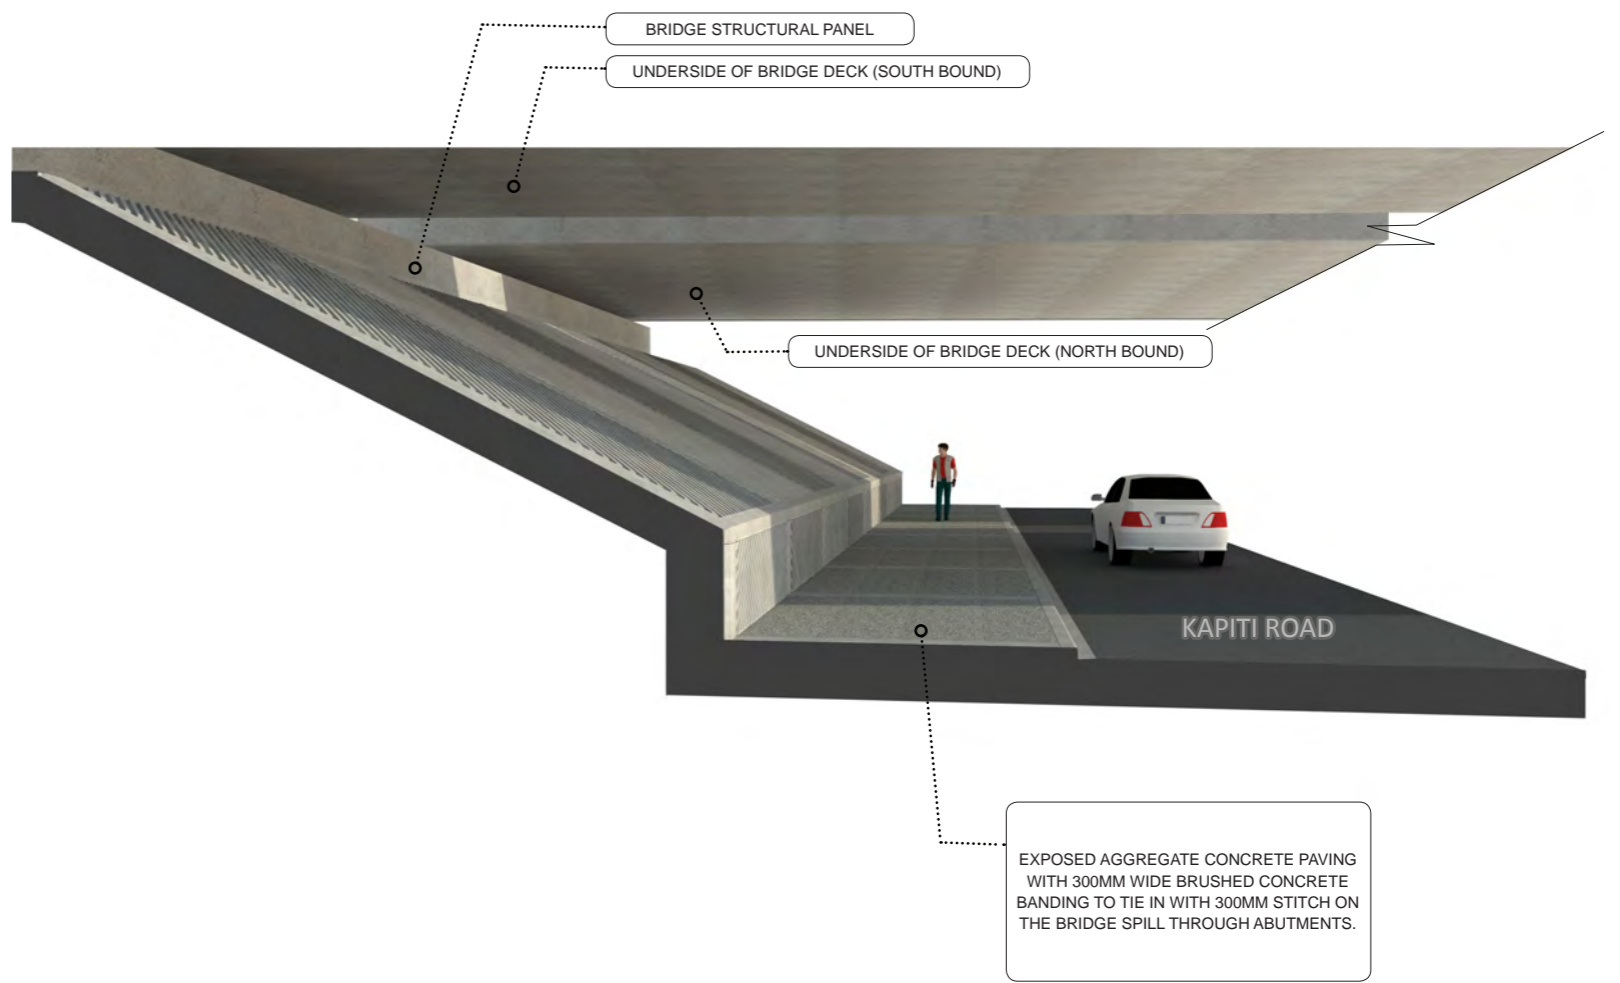 BRIDGE STRUCTURAL PANEL
UNDERSIDE OF BRIDGE DECK (SOUTH BOUND)
UNDERSIDE OF BRIDGE DECK (NORTH BOUND)
KAPITI ROAD
EXPOSED AGGREGATE CONCRETE PAVING
WITH 300MM WIDE BRUSHED CONCRETE
BANDING TO TIE IN WITH 300MM STITCH ON
THE BRIDGE SPILL THROUGH ABUTMENTS.